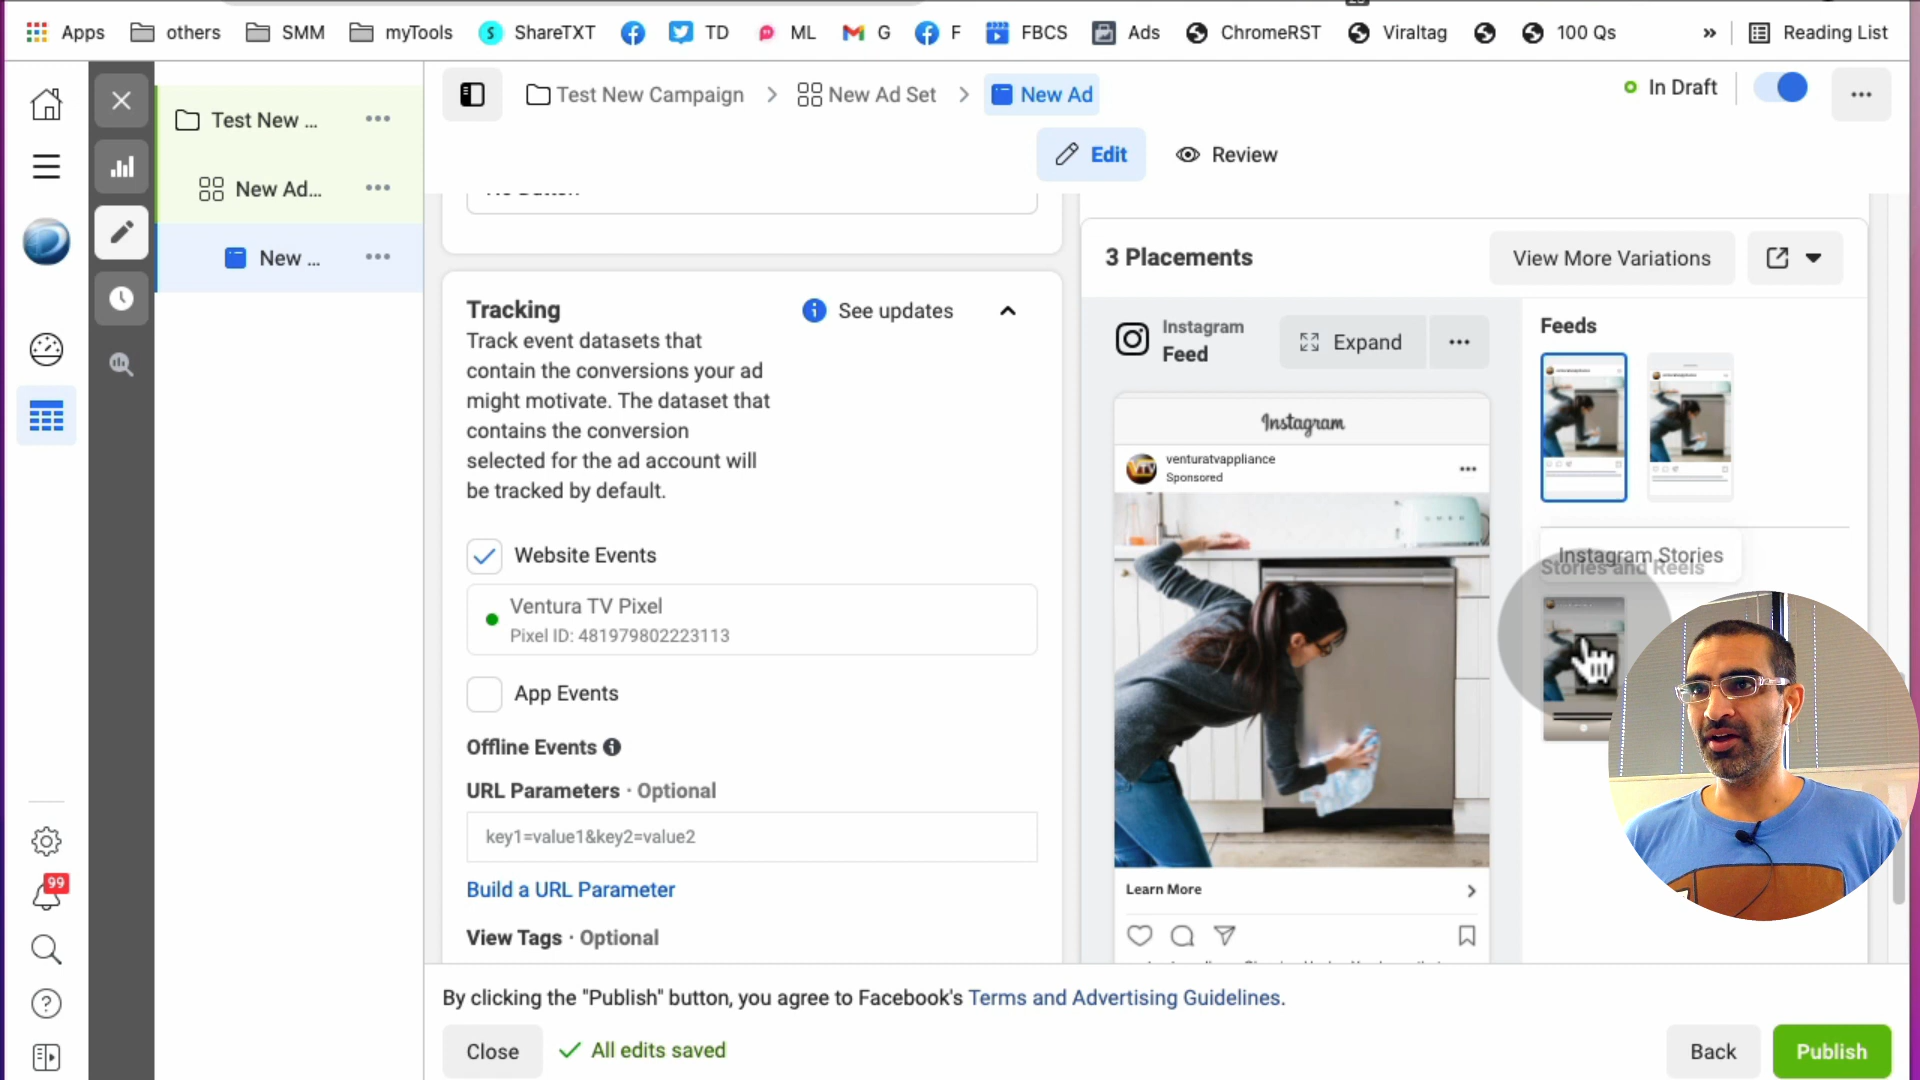 Apps
others
SMM
myTools
S
ShareTXT
TD
ML
G
F
FBCS
Ads
ChromeRST
Viraltag
100 Qs
»
Reading List
Test New Campaign > New Ad Set > New Ad
In Draft
Test New ...
New Ad...
New ...
Edit
Review
Tracking
See updates
Track event datasets that
contain the conversions your ad
might motivate. The dataset that
contains the conversion
selected for the ad account will
be tracked by default.
Website Events
Ventura TV Pixel
Pixel ID: 481979802223113
App Events
Offline Events
URL Parameters · Optional
key1=value1&key2=value2
Build a URL Parameter
View Tags · Optional
3 Placements
View More Variations
Instagram
Feed
Expand
Feeds
Instagram
VTV
venturatvappliance
Sponsored
Instagram Stories
Stories and Reels
Learn More
By clicking the "Publish" button, you agree to Facebook's Terms and Advertising Guidelines.
99
Close
All edits saved
Back
Publish